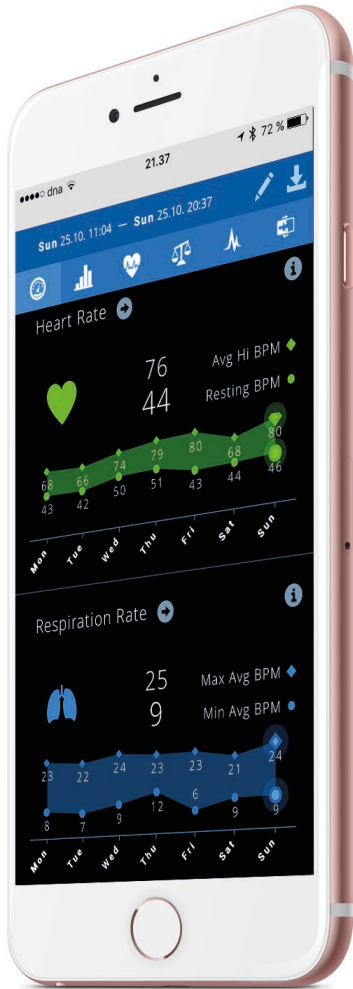 dna 21.37 72 %
Sun 25.10. 11:04 — Sun 25.10. 20:37
Heart Rate
76 Avg Hi BPM
44 Resting BPM
68 66 74 79 80 68 80
43 42 50 51 43 44 46
Mon Tue Wed Thu Fri Sat Sun
Respiration Rate
25 Max Avg BPM
9 Min Avg BPM
23 22 24 23 23 21 24
8 7 9 12 6 9 9
Mon Tue Wed Thu Fri Sat Sun